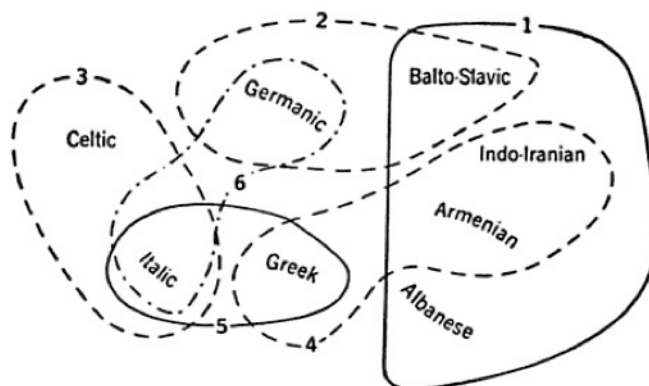 2
1
3
Balto-Slavic
Germanic
Celtic
Indo-Iranian
6
Armenian
Italic
Greek
Albanese
5
4